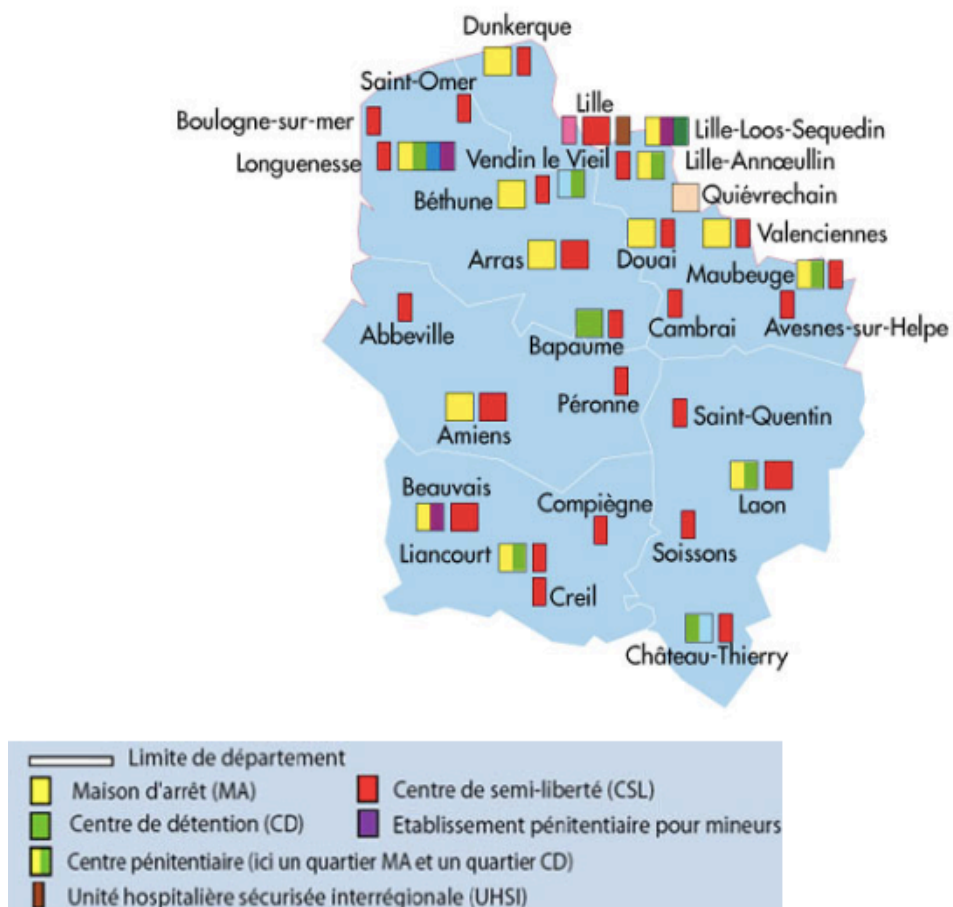 Dunkerque
Saint-Omer
Lille
Boulogne-sur-mer
Lille-Loos-Sequedin
Longuenesse
Vendin le Vieil
Lille-Annœullin
Béthune
Quiévrechain
Arras
Douai
Valenciennes
Maubeuge
Abbeville
Bapaume
Cambrai
Avesnes-sur-Helpe
Péronne
Saint-Quentin
Amiens
Beauvais
Compiègne
Laon
Liancourt
Soissons
Creil
Château-Thierry
Limite de département
Maison d'arrêt (MA)
Centre de semi-liberté (CSL)
Centre de détention (CD)
Etablissement pénitentiaire pour mineurs
Centre pénitentiaire (ici un quartier MA et un quartier CD)
Unité hospitalière sécurisée interrégionale (UHSI)